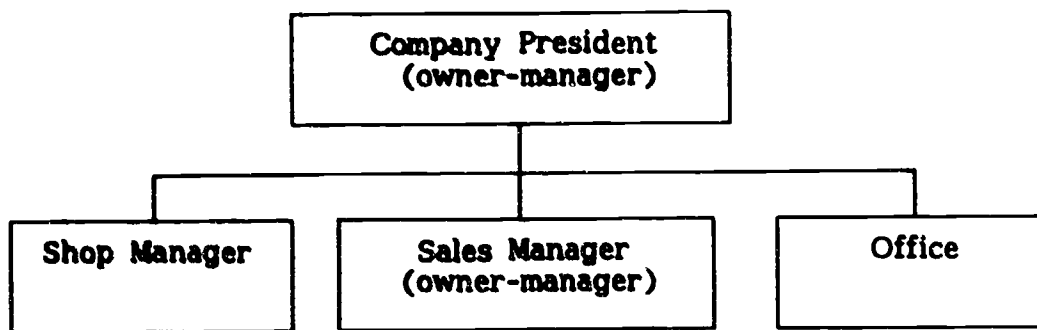 Company President
(owner-manager)
Shop Manager
Sales Manager
(owner-manager)
Office